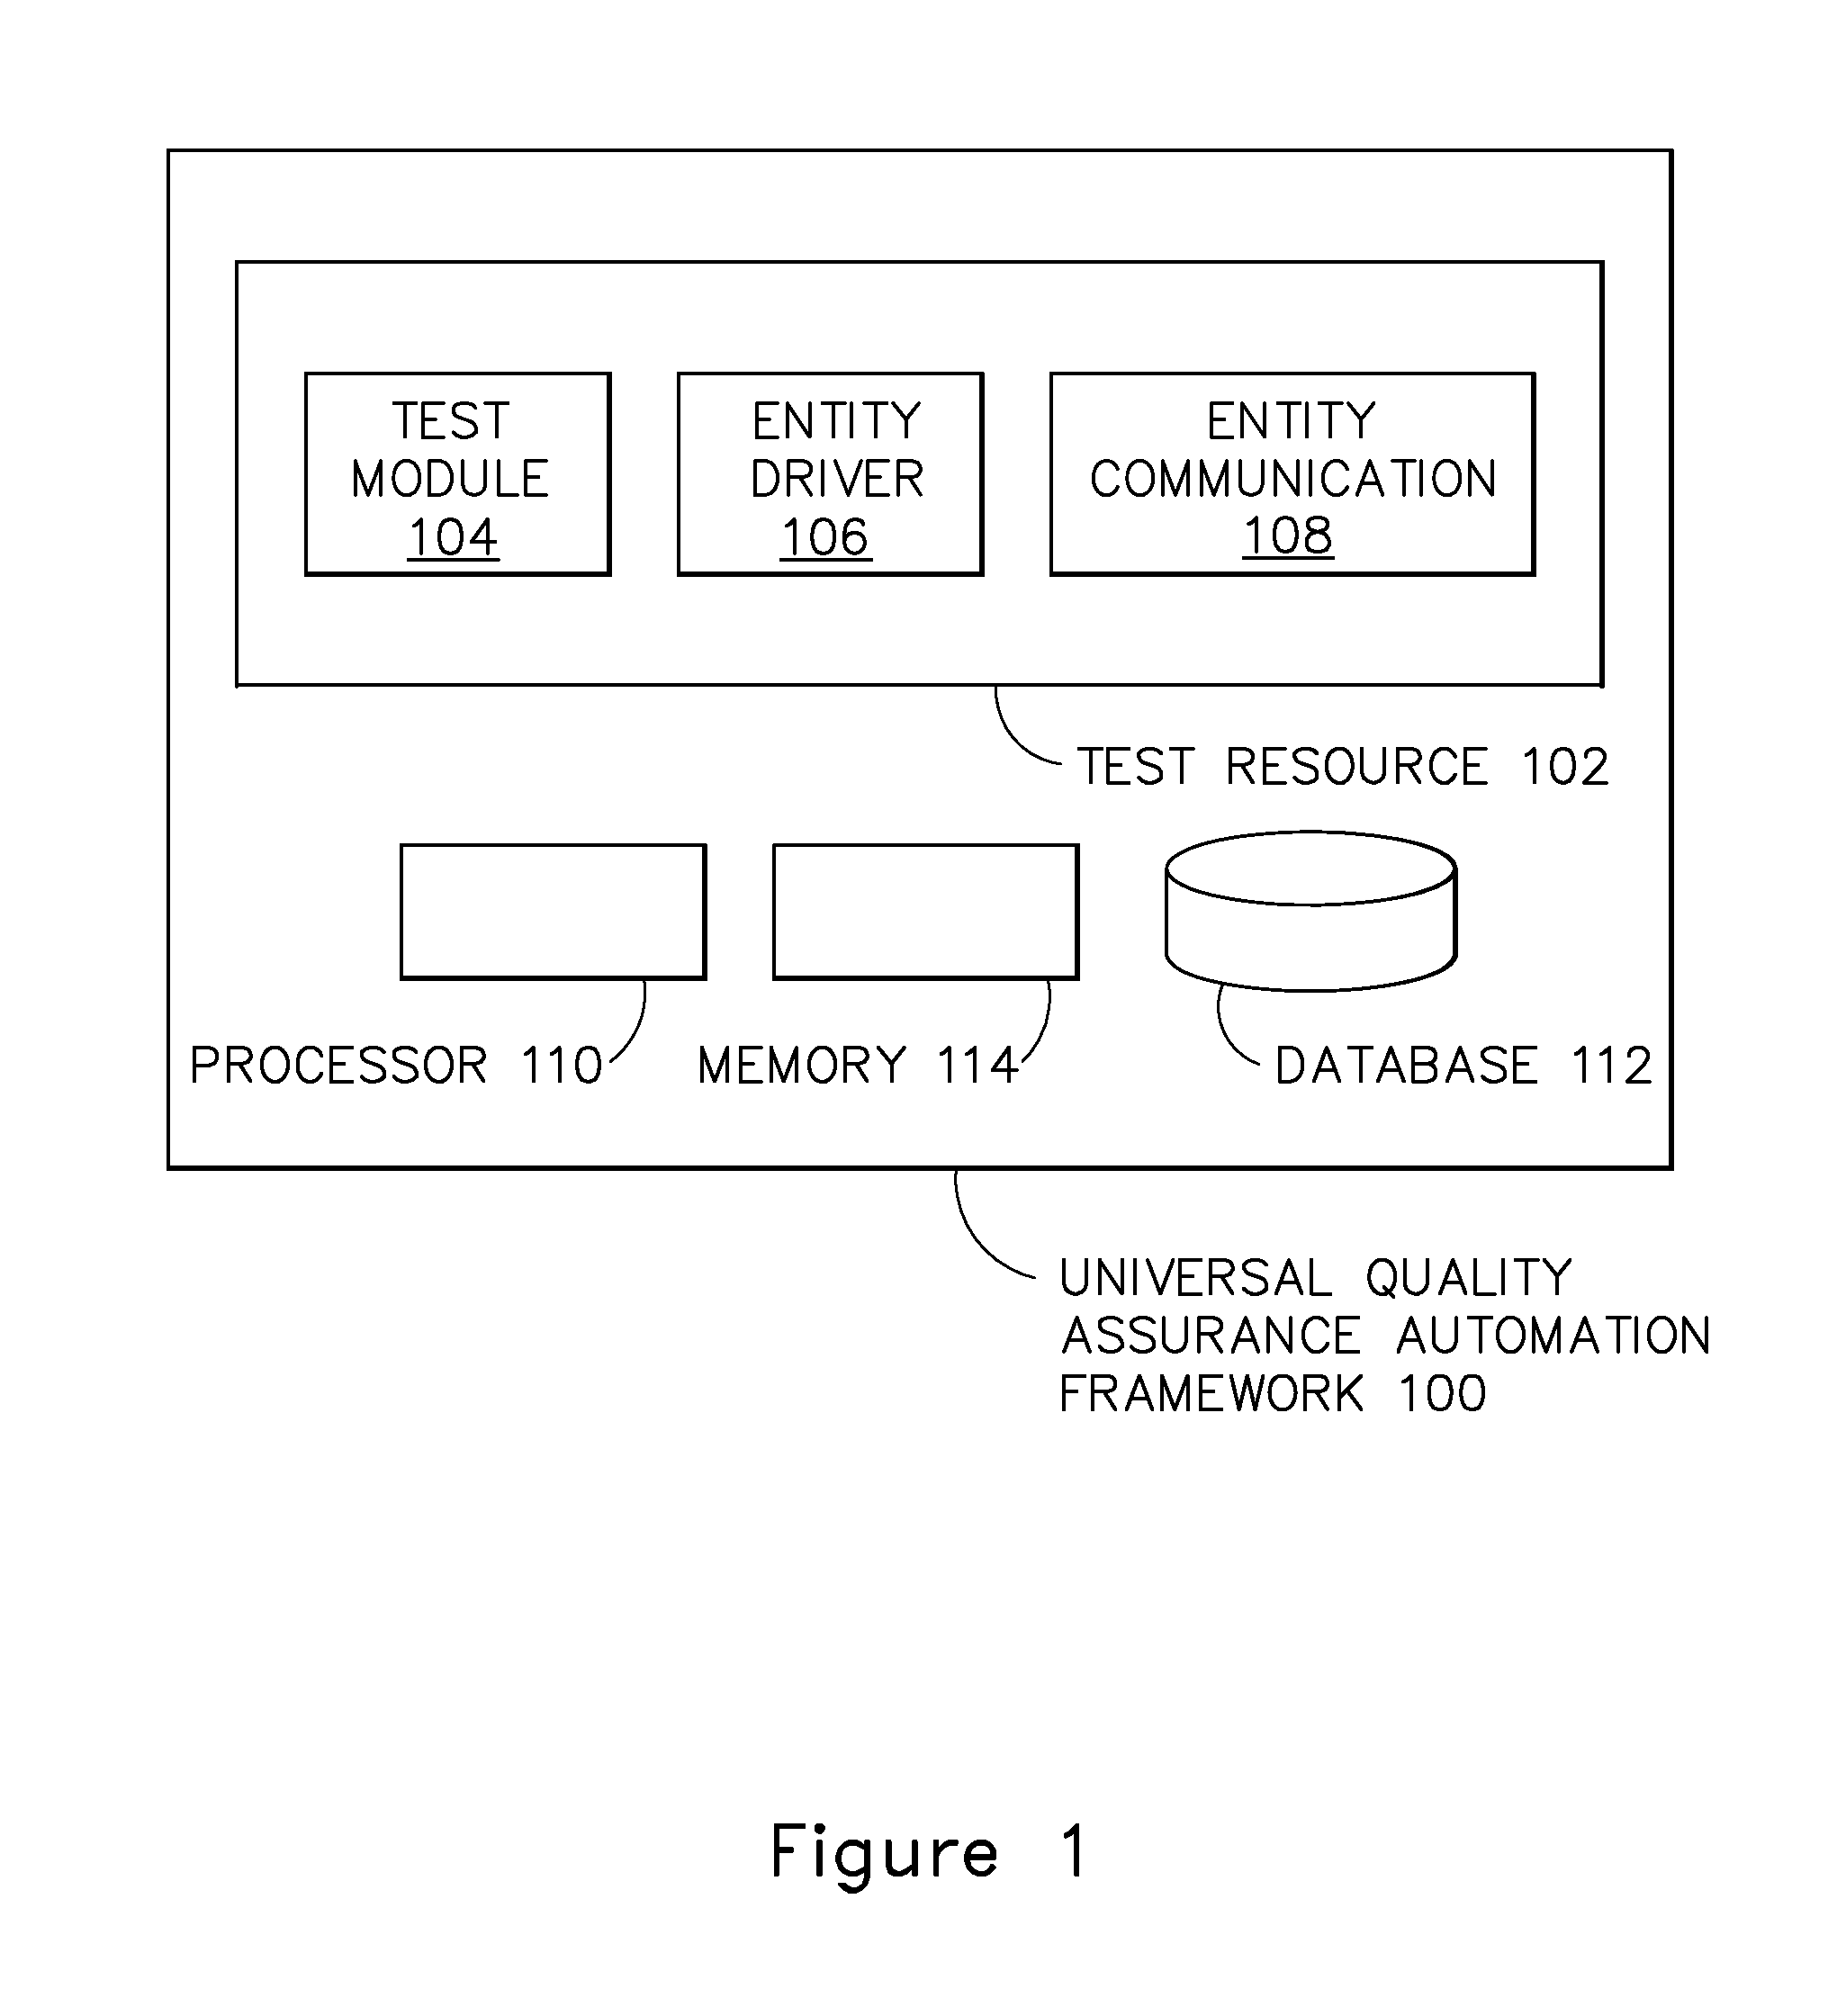 TEST
MODULE
104
ENTITY
DRIVER
106
ENTITY
COMMUNICATION
108
TEST RESOURCE 102
PROCESSOR 110
MEMORY 114
DATABASE 112
UNIVERSAL QUALITY
ASSURANCE AUTOMATION
FRAMEWORK 100
Figure 1